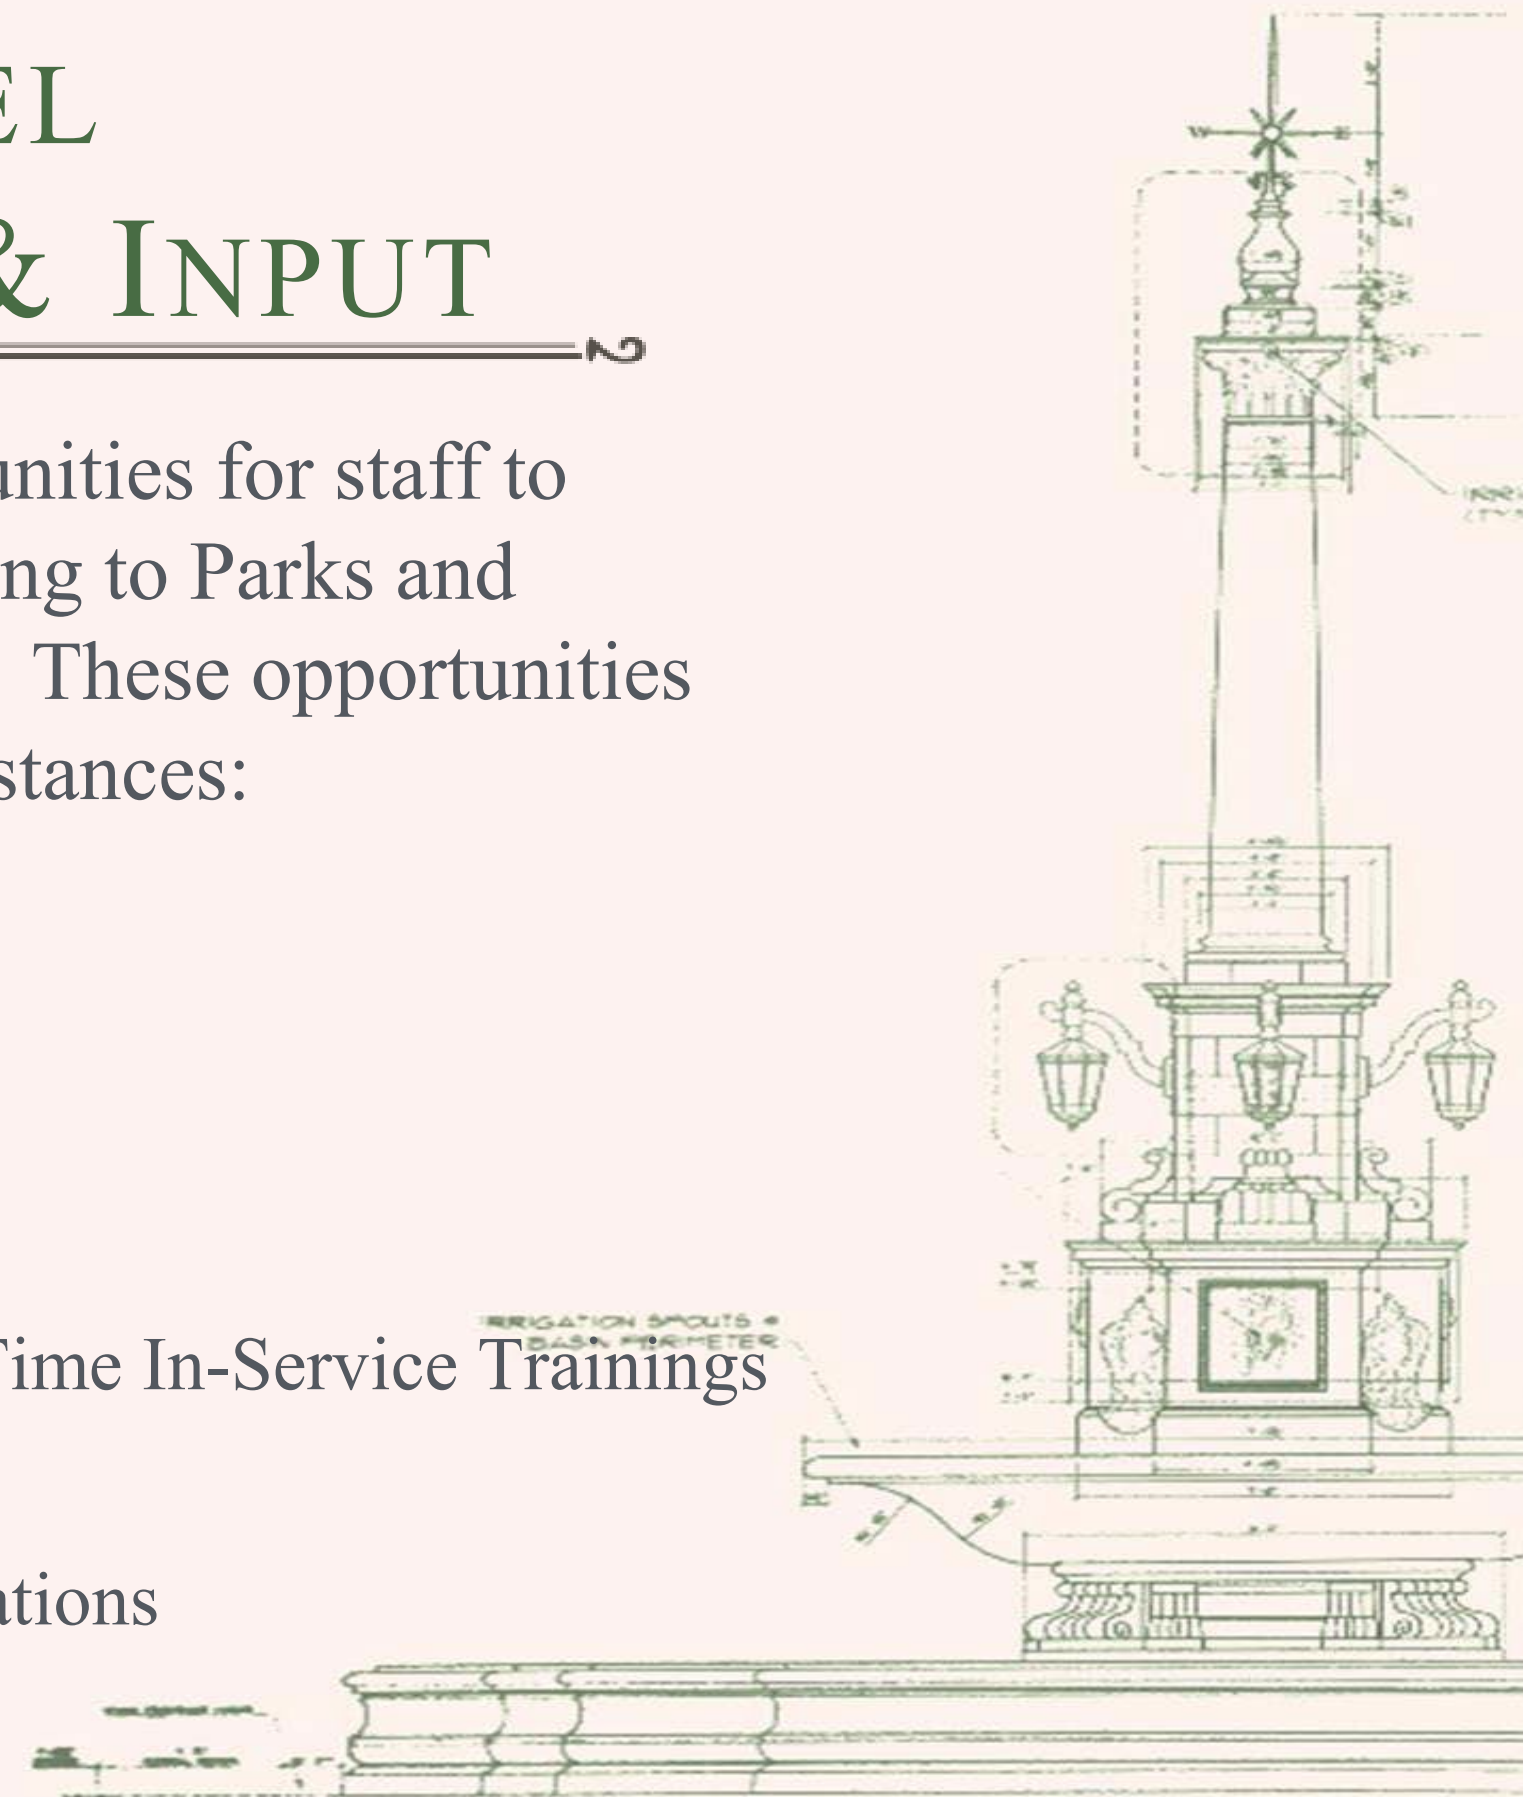 EL
& INPUT
unities for staff to
ng to Parks and
These opportunities
stances:
W E
IRRIGATION SPOUTS @
BASIN PERIMETER
Time In-Service Trainings
ations